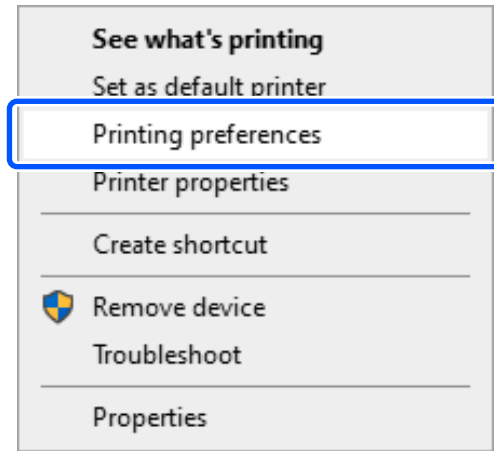 See what's printing
Set as default printer
Printing preferences
Printer properties
Create shortcut
Remove device
Troubleshoot
Properties